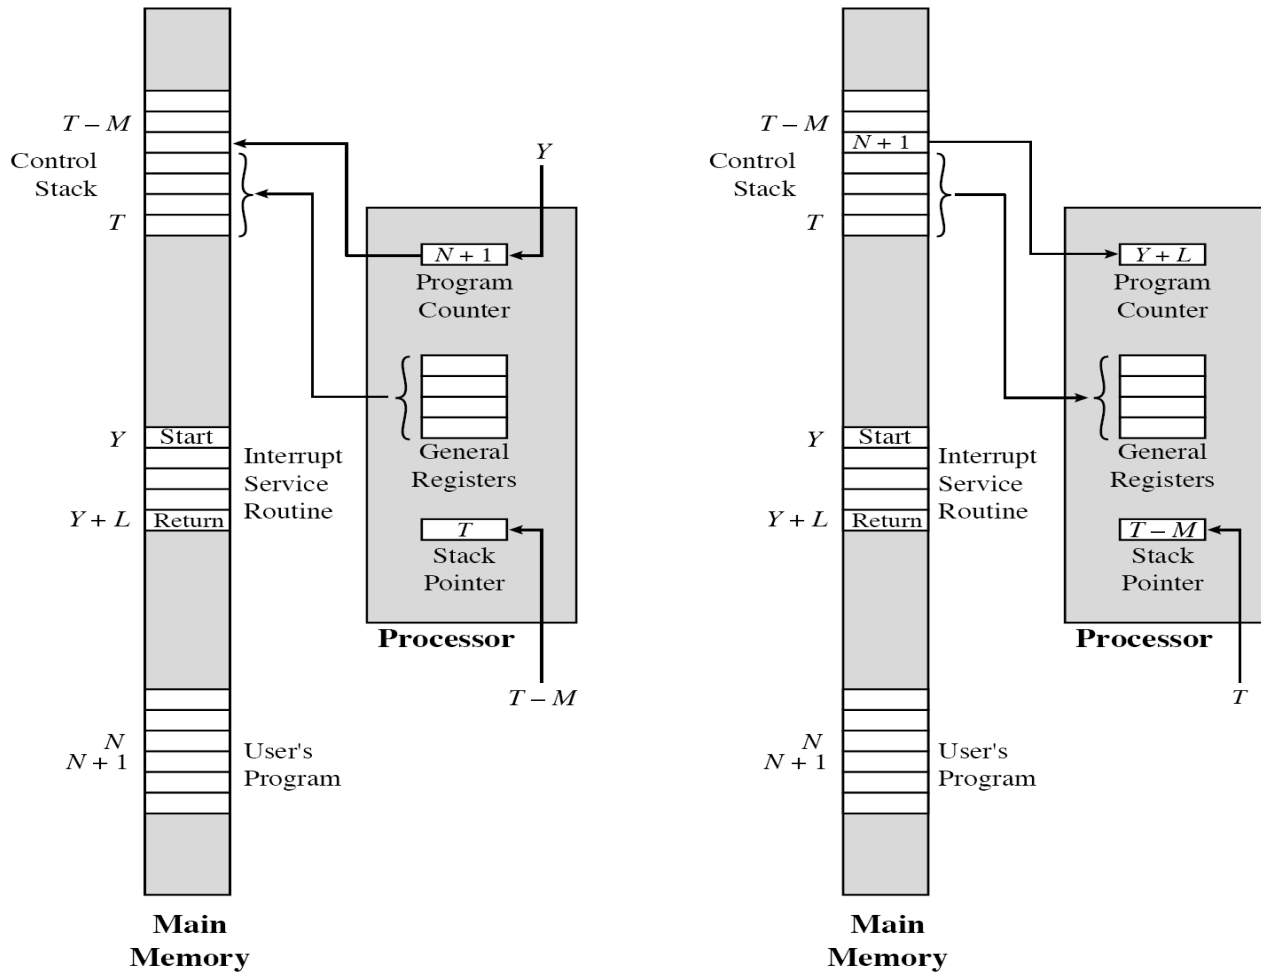 T – M
Control
Stack
T
Y
N + 1
Program
Counter
General
Registers
Y
Start
Interrupt
Service
Routine
Y + L
Return
T
Stack
Pointer
Processor
T – M
N
N + 1
User's
Program
Main
Memory
T – M
N + 1
Control
Stack
T
Y + L
Program
Counter
General
Registers
Y
Start
Interrupt
Service
Routine
Y + L
Return
T – M
Stack
Pointer
Processor
T
N
N + 1
User's
Program
Main
Memory